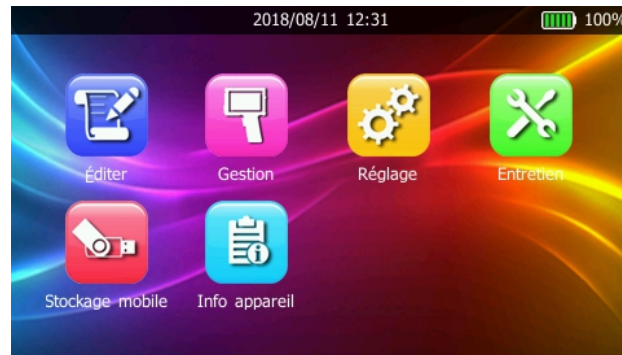 2018/08/11 12:31 100%
Éditer Gestion Réglage Entretien
Stockage mobile Info appareil